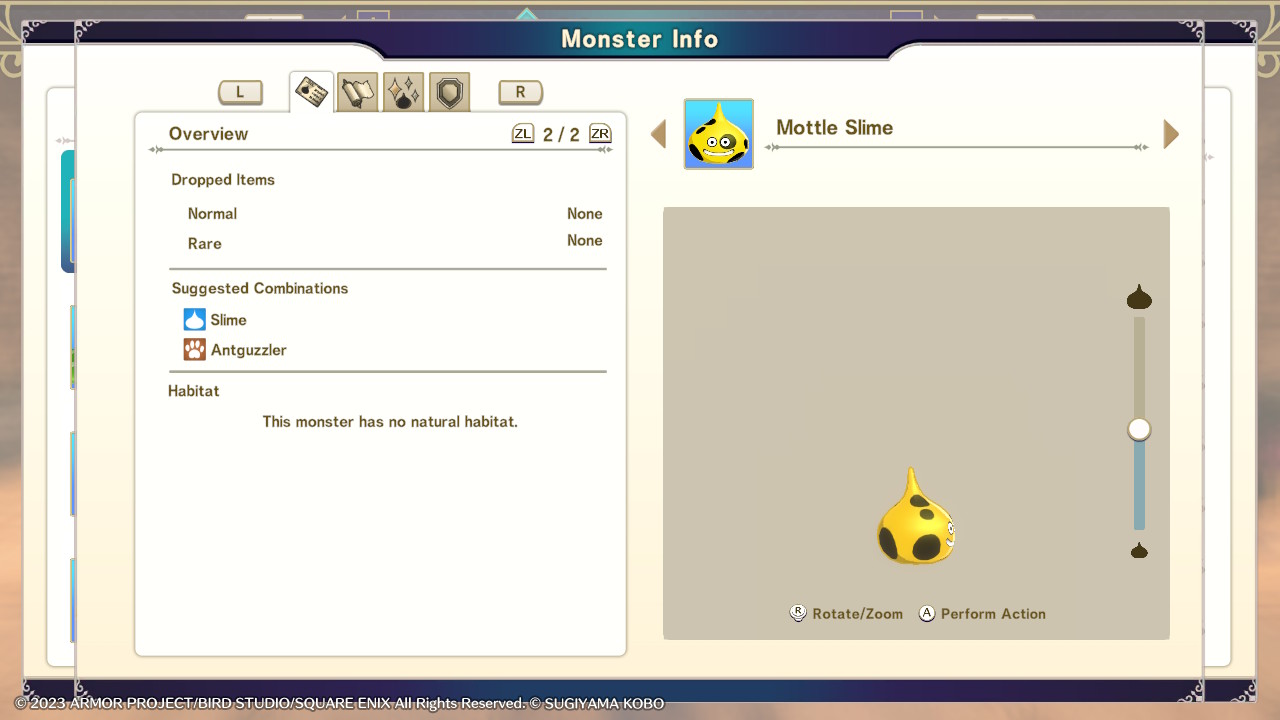 Monster Info
L
R
Overview
ZL 2 / 2 ZR
Mottle Slime
Dropped Items
Normal None
Rare None
Suggested Combinations
Slime
Antguzzler
Habitat
This monster has no natural habitat.
R Rotate/Zoom A Perform Action
© 2023 ARMOR PROJECT/BIRD STUDIO/SQUARE ENIX All Rights Reserved. © SUGIYAMA KOBO